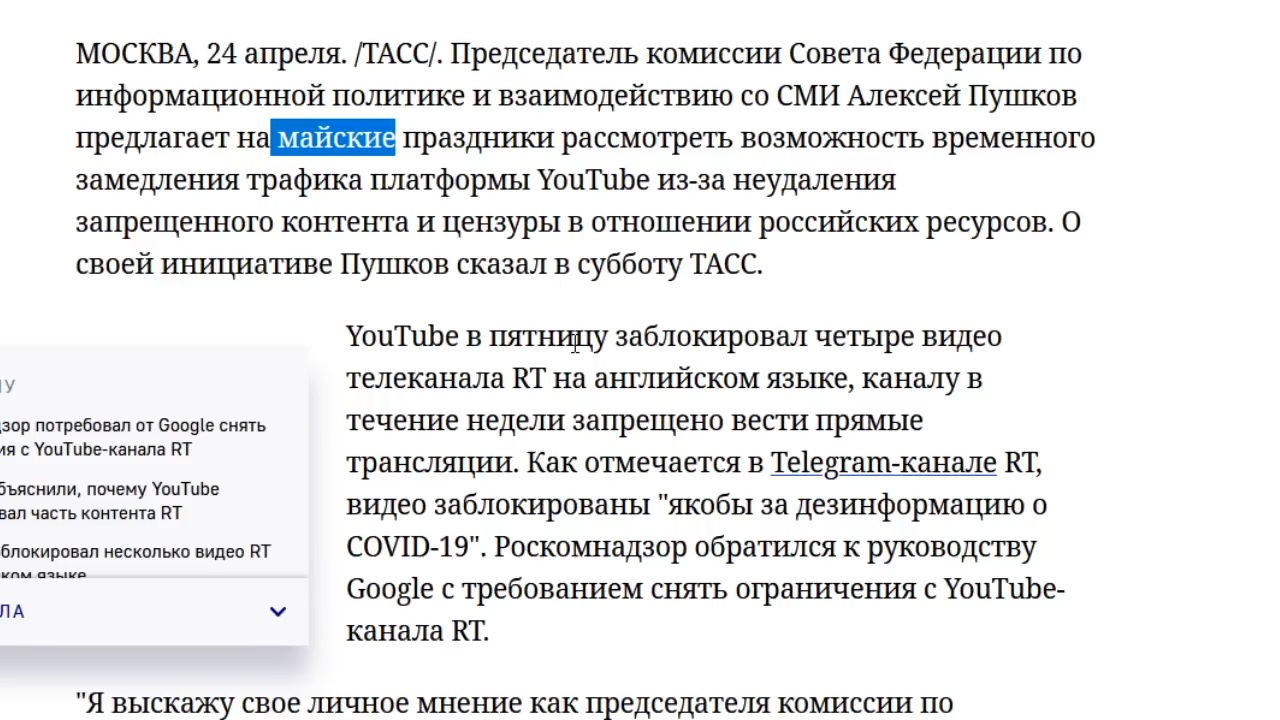 МОСКВА, 24 апреля. /ТАСС/. Председатель комиссии Совета Федерации по
информационной политике и взаимодействию со СМИ Алексей Пушков
предлагает на майские праздники рассмотреть возможность временного
замедления трафика платформы YouTube из-за неудаления
запрещенного контента и цензуры в отношении российских ресурсов. О
своей инициативе Пушков сказал в субботу ТАСС.
YouTube в пятницу заблокировал четыре видео
телеканала RT на английском языке, каналу в
течение недели запрещено вести прямые
трансляции. Как отмечается в Telegram-канале RT,
видео заблокированы "якобы за дезинформацию о
COVID-19". Роскомнадзор обратился к руководству
Google с требованием снять ограничения с YouTube-
канала RT.
потребовал от Google снять
с YouTube-канала RT
почему YouTube
часть контента RT
несколько видео RT
языке
"Я выскажу свое личное мнение как председателя комиссии по